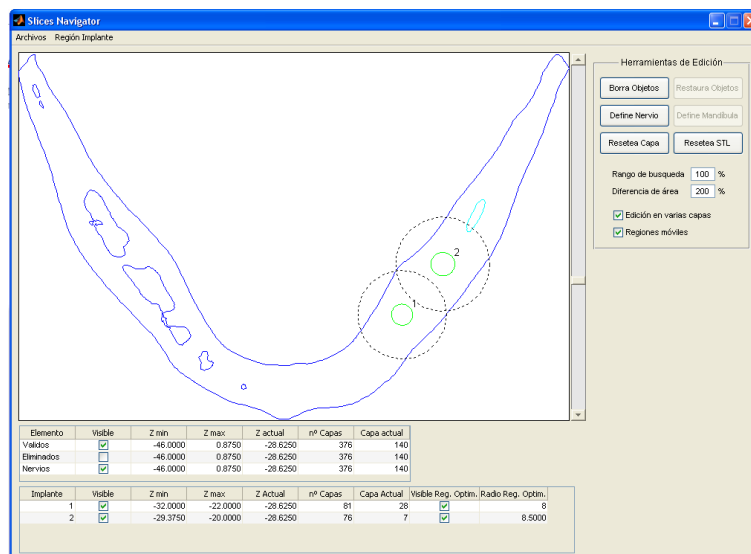 Slices Navigator
Archivos Región Implante
Herramientas de Edición
Borra Objetos Restaura Objetos
Define Nervio Define Mandíbula
Resetea Capa Resetea STL
Rango de busqueda 100 %
Diferencia de área 200 %
Edición en varias capas
Regiones móviles
2
1
Elemento Visible Z min Z max Z actual nº Capas Capa actual
Validos -46.0000 0.8750 -28.6250 376 140
Eliminados -46.0000 0.8750 -28.6250 376 140
Nervios -46.0000 0.8750 -28.6250 376 140
Implante Visible Z min Z max Z Actual nº Capas Capa Actual Visible Reg. Optim. Radio Reg. Optim.
1 -32.0000 -22.0000 -28.6250 81 28 8
2 -29.3750 -20.0000 -28.6250 76 7 8.5000